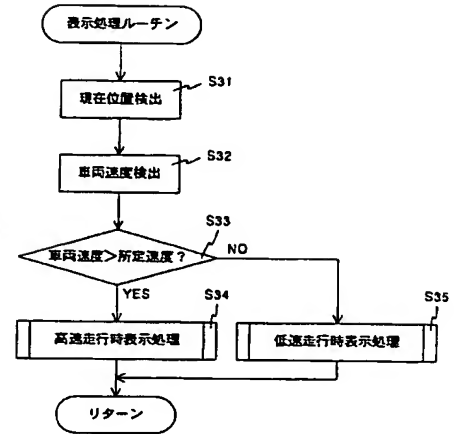 表示処理ルーチン
S31
現在位置検出
S32
車両速度検出
S33
車両速度>所定速度?
NO
YES
S34
高速走行時表示処理
S35
低速走行時表示処理
リターン